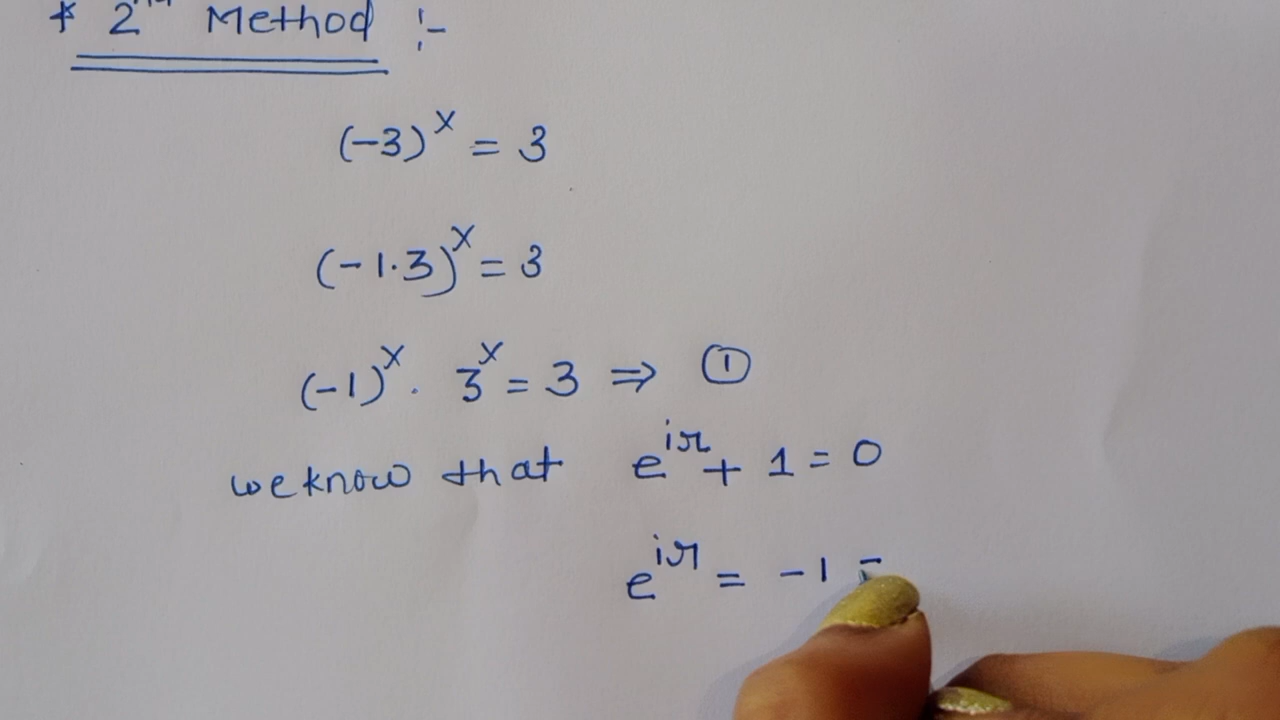 * 2nd Method :-
(-3)^x = 3
(-1.3)^x = 3
(-1)^x . 3^x = 3 ⇒ ①
we know that e^iπ + 1 = 0
e^iπ = -1 =